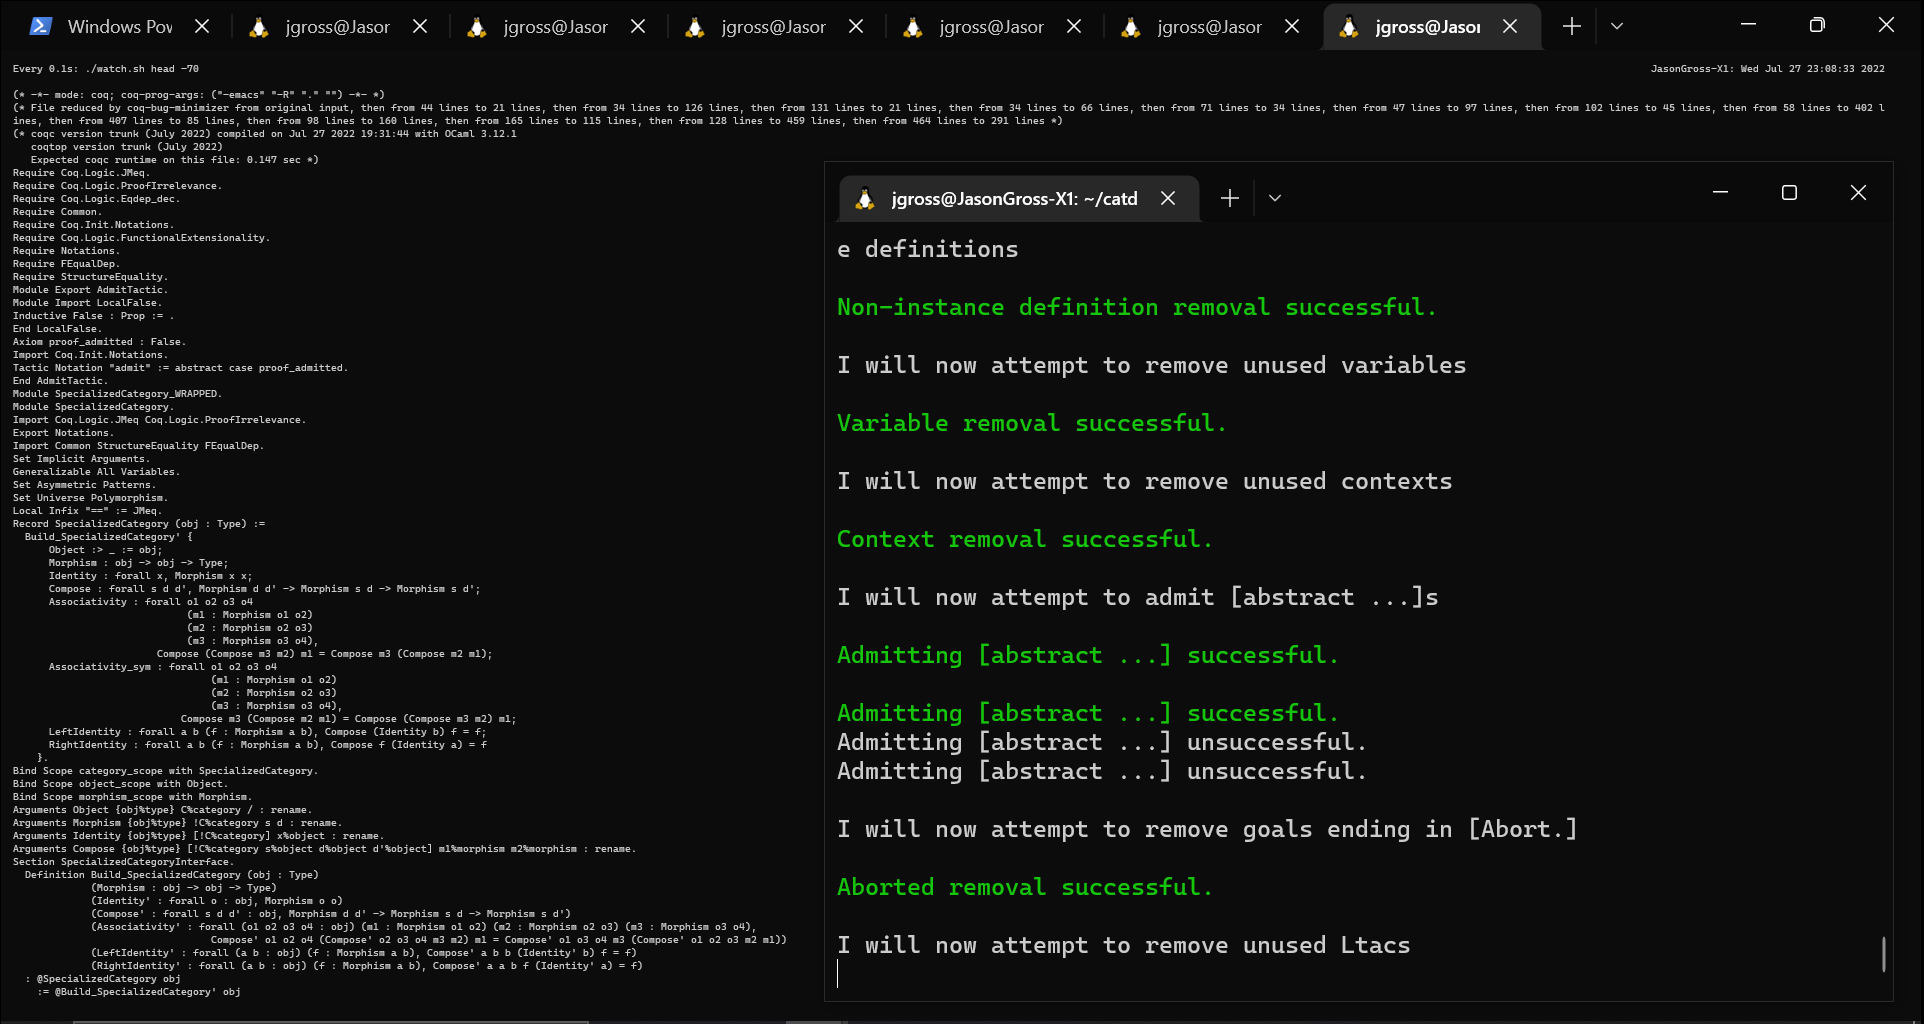 Windows Pov
jgross@Jasor
jgross@Jasor
jgross@Jasor
jgross@Jasor
jgross@Jasor
jgross@Jasor
Every 0.1s: ./watch.sh head -70
JasonGross-X1: Wed Jul 27 23:08:33 2022
(* -*- mode: coq; coq-prog-args: ("-emacs" "-R" "." "") -*- *)
(* File reduced by coq-bug-minimizer from original input, then from 44 lines to 21 lines, then from 34 lines to 126 lines, then from 131 lines to 21 lines, then from 34 lines to 66 lines, then from 71 lines to 34 lines, then from 47 lines to 97 lines, then from 102 lines to 45 lines, then from 58 lines to 402 l
ines, then from 407 lines to 85 lines, then from 98 lines to 160 lines, then from 165 lines to 115 lines, then from 128 lines to 459 lines, then from 464 lines to 291 lines *)
(* coqc version trunk (July 2022) compiled on Jul 27 2022 19:31:44 with OCaml 3.12.1
coqtop version trunk (July 2022)
Expected coqc runtime on this file: 0.147 sec *)
Require Coq.Logic.JMeq.
Require Coq.Logic.ProofIrrelevance.
Require Coq.Logic.Eqdep_dec.
Require Common.
Require Coq.Init.Notations.
Require Coq.Logic.FunctionalExtensionality.
Require Notations.
Require FEqualDep.
Require StructureEquality.
Module Export AdmitTactic.
Module Import LocalFalse.
Inductive False : Prop := .
End LocalFalse.
Axiom proof_admitted : False.
Import Coq.Init.Notations.
Tactic Notation "admit" := abstract case proof_admitted.
End AdmitTactic.
Module SpecializedCategory_WRAPPED.
Module SpecializedCategory.
Import Coq.Logic.JMeq Coq.Logic.ProofIrrelevance.
Export Notations.
Import Common StructureEquality FEqualDep.
Set Implicit Arguments.
Generalizable All Variables.
Set Asymmetric Patterns.
Set Universe Polymorphism.
Local Infix "==" := JMeq.
Record SpecializedCategory (obj : Type) :=
Build_SpecializedCategory' {
Object :> _ := obj;
Morphism : obj -> obj -> Type;
Identity : forall x, Morphism x x;
Compose : forall s d d', Morphism d d' -> Morphism s d -> Morphism s d';
Associativity : forall o1 o2 o3 o4
(m1 : Morphism o1 o2)
(m2 : Morphism o2 o3)
(m3 : Morphism o3 o4),
Compose (Compose m3 m2) m1 = Compose m3 (Compose m2 m1);
Associativity_sym : forall o1 o2 o3 o4
(m1 : Morphism o1 o2)
(m2 : Morphism o2 o3)
(m3 : Morphism o3 o4),
Compose m3 (Compose m2 m1) = Compose (Compose m3 m2) m1;
LeftIdentity : forall a b (f : Morphism a b), Compose (Identity b) f = f;
RightIdentity : forall a b (f : Morphism a b), Compose f (Identity a) = f
}.
Bind Scope category_scope with SpecializedCategory.
Bind Scope object_scope with Object.
Bind Scope morphism_scope with Morphism.
Arguments Object {obj%type} C%category / : rename.
Arguments Morphism {obj%type} !C%category s d : rename.
Arguments Identity {obj%type} [!C%category] x%object : rename.
Arguments Compose {obj%type} [!C%category s%object d%object d'%object] m1%morphism m2%morphism : rename.
Section SpecializedCategoryInterface.
Definition Build_SpecializedCategory (obj : Type)
(Morphism : obj -> obj -> Type)
(Identity' : forall o : obj, Morphism o o)
(Compose' : forall s d d' : obj, Morphism d d' -> Morphism s d -> Morphism s d')
(Associativity' : forall (o1 o2 o3 o4 : obj) (m1 : Morphism o1 o2) (m2 : Morphism o2 o3) (m3 : Morphism o3 o4),
Compose' o1 o2 o4 (Compose' o2 o3 o4 m3 m2) m1 = Compose' o1 o3 o4 m3 (Compose' o1 o2 o3 m2 m1))
(LeftIdentity' : forall (a b : obj) (f : Morphism a b), Compose' a b b (Identity' b) f = f)
(RightIdentity' : forall (a b : obj) (f : Morphism a b), Compose' a a b f (Identity' a) = f)
: @SpecializedCategory obj
:= @Build_SpecializedCategory' obj
jgross@JasonGross-X1: ~/catd
e definitions
Non-instance definition removal successful.
I will now attempt to remove unused variables
Variable removal successful.
I will now attempt to remove unused contexts
Context removal successful.
I will now attempt to admit [abstract ...]s
Admitting [abstract ...] successful.
Admitting [abstract ...] successful.
Admitting [abstract ...] unsuccessful.
Admitting [abstract ...] unsuccessful.
I will now attempt to remove goals ending in [Abort.]
Aborted removal successful.
I will now attempt to remove unused Ltacs